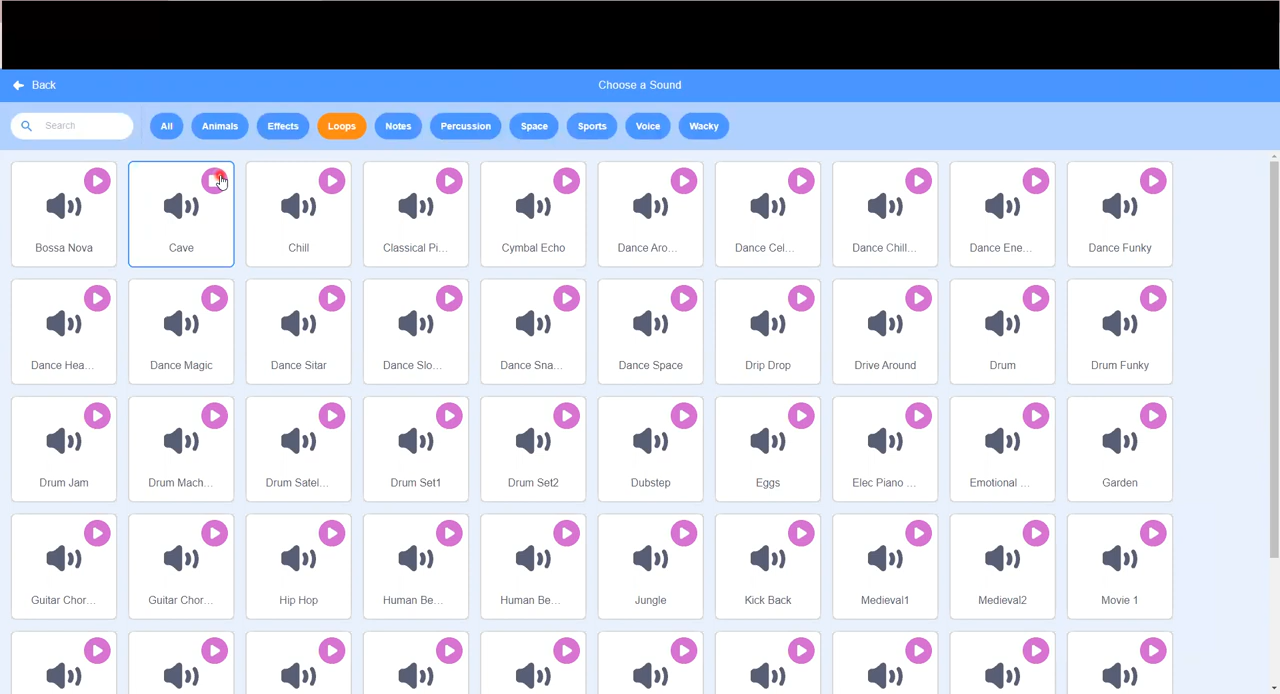 Back
Choose a Sound
Search
All Animals Effects Loops Notes Percussion Space Sports Voice Wacky
Bossa Nova Cave Chill Classical Pi... Cymbal Echo Dance Aro... Dance Cel... Dance Chill... Dance Ene... Dance Funky
Dance Hea... Dance Magic Dance Sitar Dance Slo... Dance Sna... Dance Space Drip Drop Drive Around Drum Drum Funky
Drum Jam Drum Mach... Drum Satel... Drum Set1 Drum Set2 Dubstep Eggs Elec Piano ... Emotional ... Garden
Guitar Chor... Guitar Chor... Hip Hop Human Be... Human Be... Jungle Kick Back Medieval1 Medieval2 Movie 1